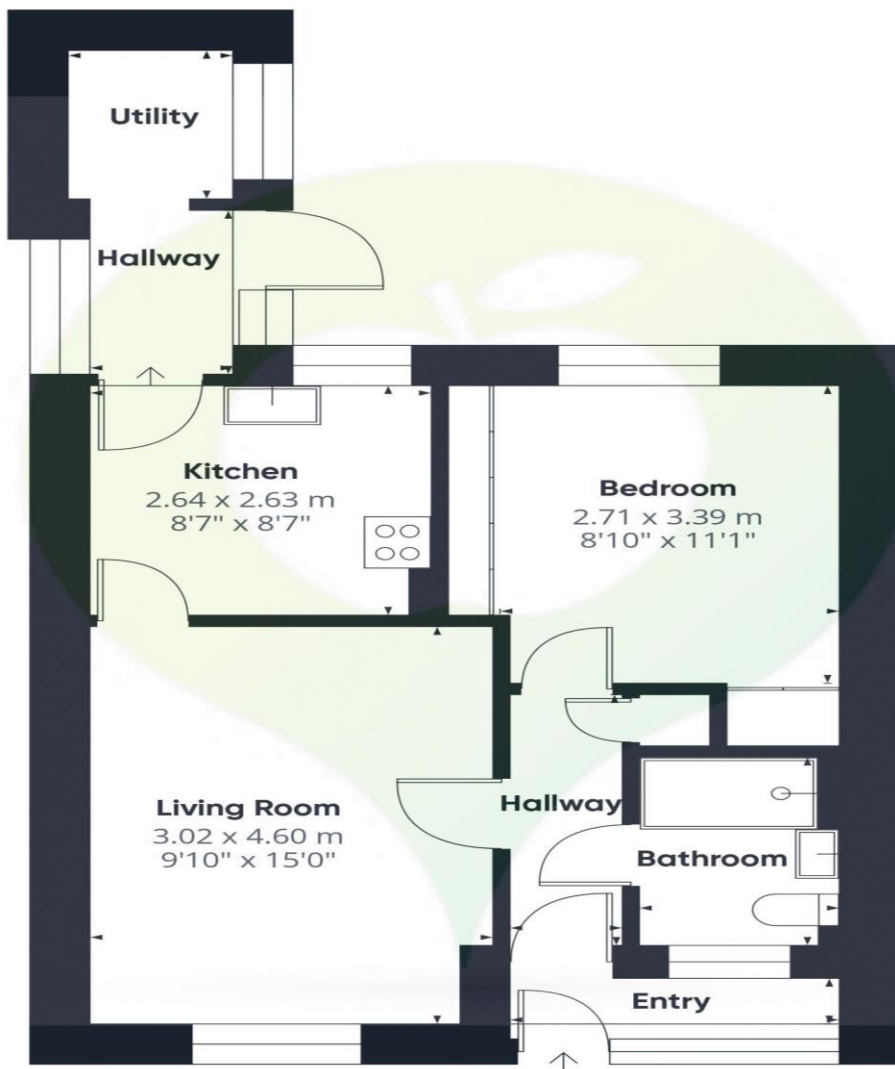 Utility
Hallway
Kitchen
2.64 x 2.63 m
8'7" x 8'7"
Bedroom
2.71 x 3.39 m
8'10" x 11'1"
Living Room
3.02 x 4.60 m
9'10" x 15'0"
Hallway
Bathroom
Entry